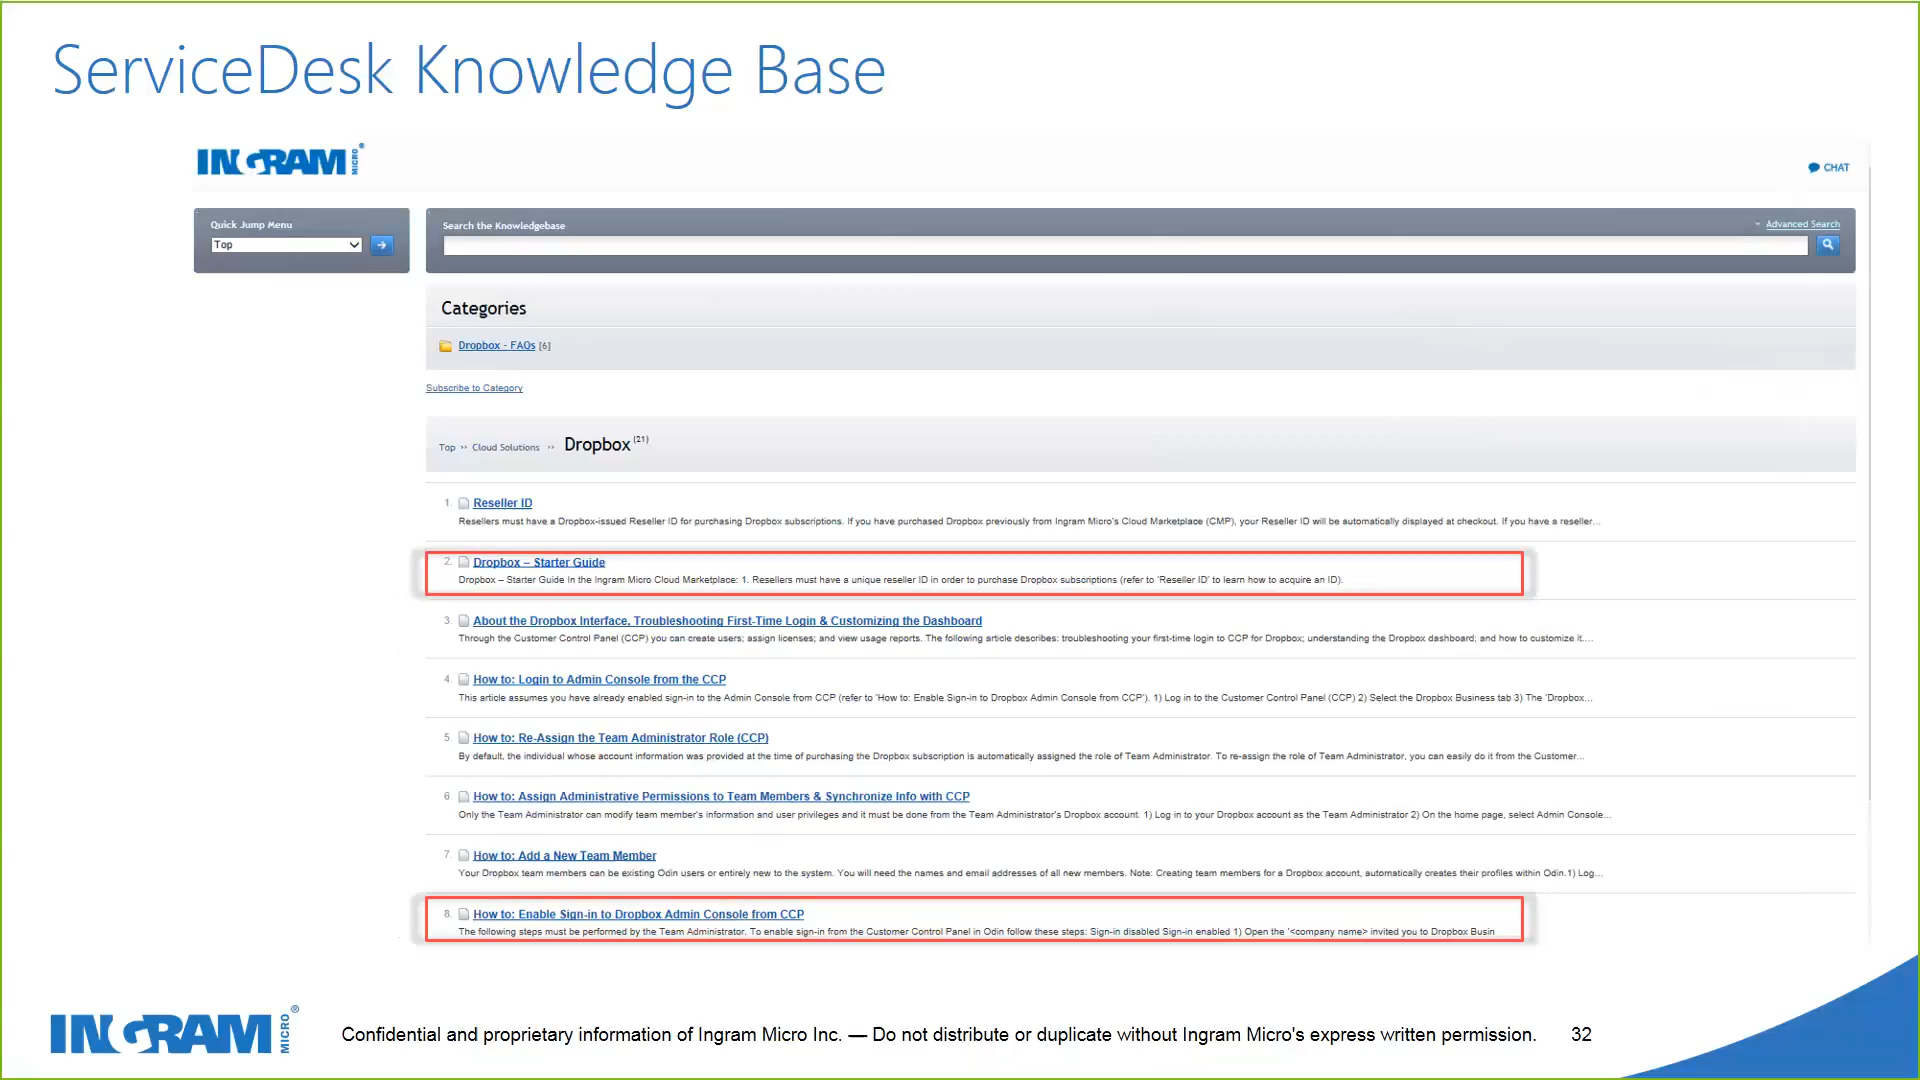 ServiceDesk Knowledge Base
INGRAM MICRO®
CHAT
Quick Jump Menu
Top
Search the Knowledgebase
Advanced Search
Categories
Dropbox - FAQs [6]
Subscribe to Category
Top ›› Cloud Solutions ›› Dropbox (21)
1. Reseller ID
Resellers must have a Dropbox-issued Reseller ID for purchasing Dropbox subscriptions. If you have purchased Dropbox previously from Ingram Micro's Cloud Marketplace (CMP), your Reseller ID will be automatically displayed at checkout. If you have a reseller...
2. Dropbox – Starter Guide
Dropbox – Starter Guide In the Ingram Micro Cloud Marketplace: 1. Resellers must have a unique reseller ID in order to purchase Dropbox subscriptions (refer to 'Reseller ID' to learn how to acquire an ID).
3. About the Dropbox Interface, Troubleshooting First-Time Login & Customizing the Dashboard
Through the Customer Control Panel (CCP) you can create users; assign licenses; and view usage reports. The following article describes: troubleshooting your first-time login to CCP for Dropbox; understanding the Dropbox dashboard; and how to customize it....
4. How to: Login to Admin Console from the CCP
This article assumes you have already enabled sign-in to the Admin Console from CCP (refer to 'How to: Enable Sign-in to Dropbox Admin Console from CCP'). 1) Log in to the Customer Control Panel (CCP) 2) Select the Dropbox Business tab 3) The 'Dropbox...
5. How to: Re-Assign the Team Administrator Role (CCP)
By default, the individual whose account information was provided at the time of purchasing the Dropbox subscription is automatically assigned the role of Team Administrator. To re-assign the role of Team Administrator, you can easily do it from the Customer...
6 How to: Assign Administrative Permissions to Team Members & Synchronize Info with CCP
Only the Team Administrator can modify team member's information and user privileges and it must be done from the Team Administrator's Dropbox account. 1) Log in to your Dropbox account as the Team Administrator 2) On the home page, select Admin Console...
7. How to: Add a New Team Member
Your Dropbox team members can be existing Odin users or entirely new to the system. You will need the names and email addresses of all new members. Note: Creating team members for a Dropbox account, automatically creates their profiles within Odin.1) Log...
8. How to: Enable Sign-in to Dropbox Admin Console from CCP
The following steps must be performed by the Team Administrator. To enable sign-in from the Customer Control Panel in Odin follow these steps: Sign-in disabled Sign-in enabled 1) Open the '<company name> invited you to Dropbox Busin
INGRAM MICRO®
Confidential and proprietary information of Ingram Micro Inc. — Do not distribute or duplicate without Ingram Micro's express written permission.
32